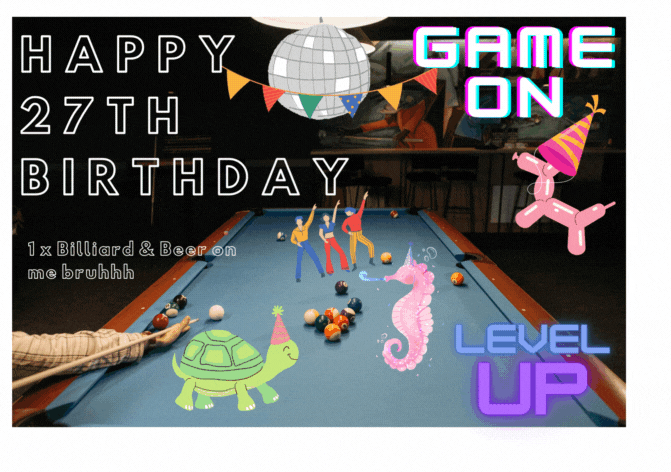 HAPPY
27TH
BIRTHDAY
1 x Billiard & Beer on
me bruhhh
GAME
ON
LEVEL
UP